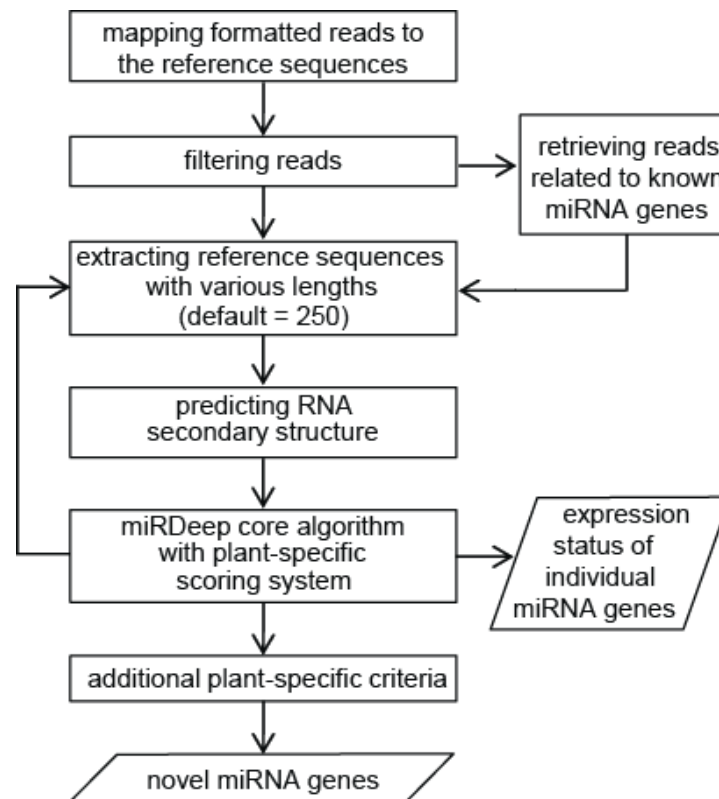 mapping formatted reads to
the reference sequences
filtering reads
retrieving reads
related to known
miRNA genes
extracting reference sequences
with various lengths
(default = 250)
predicting RNA
secondary structure
miRDeep core algorithm
with plant-specific
scoring system
expression
status of
individual
miRNA genes
additional plant-specific criteria
novel miRNA genes